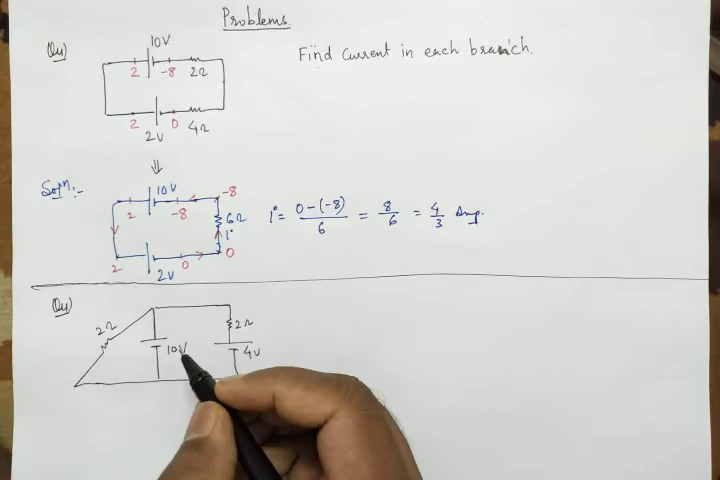 Problems.
Qu) 10V Find Current in each branch.
2 -8 2Ω
2 0 4Ω
2V
⇓
Solⁿ:- 10V -8
2 -8 6Ω i = 0-(-8)/6 = 8/6 = 4/3 Ans.
i
2 0 0
2V
Qu)
2Ω 2Ω
10V 4V